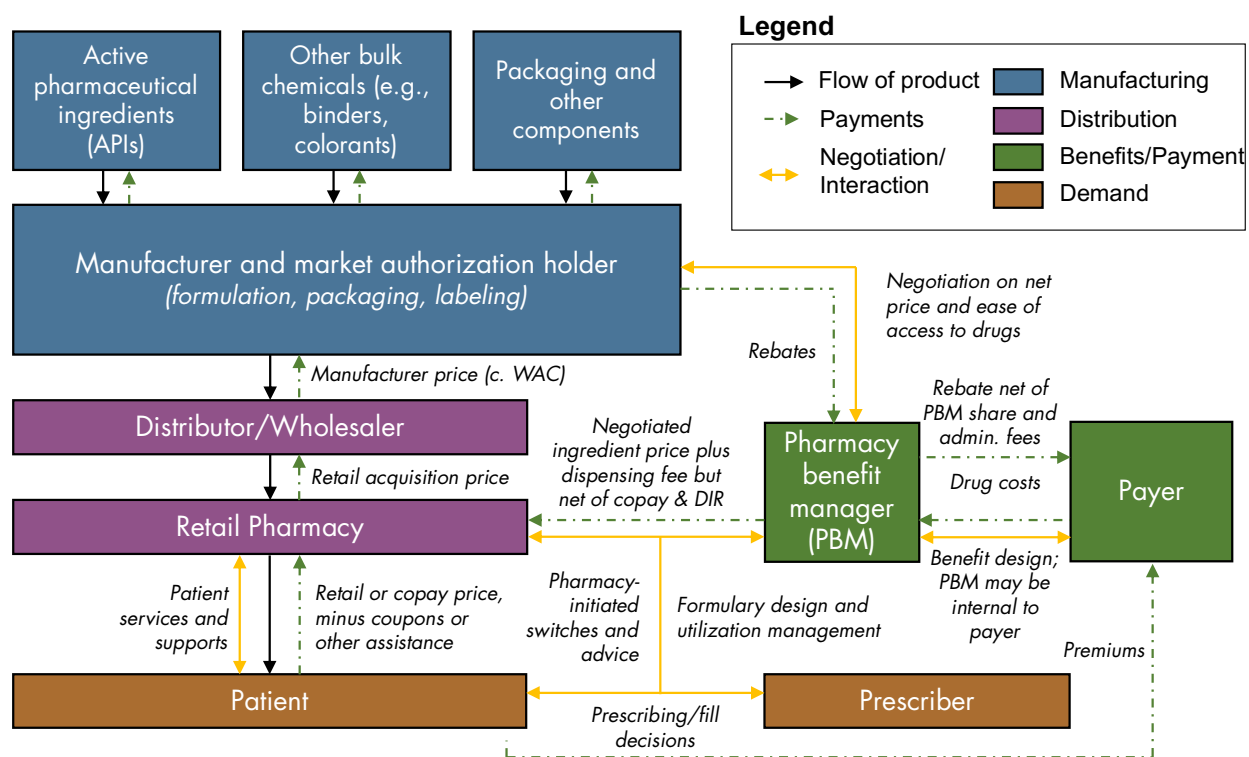 Legend
Flow of product
Payments
Negotiation/
Interaction
Manufacturing
Distribution
Benefits/Payment
Demand
Active
pharmaceutical
ingredients
(APIs)
Other bulk
chemicals (e.g.,
binders,
colorants)
Packaging and
other
components
Manufacturer and market authorization holder
(formulation, packaging, labeling)
Negotiation on net
price and ease of
access to drugs
Rebates
Manufacturer price (c. WAC)
Distributor/Wholesaler
Retail acquisition price
Retail Pharmacy
Negotiated
ingredient price plus
dispensing fee but
net of copay & DIR
Pharmacy
benefit
manager
(PBM)
Rebate net of
PBM share and
admin. fees
Drug costs
Payer
Benefit design;
PBM may be
internal to
payer
Patient
services and
supports
Retail or copay price,
minus coupons or
other assistance
Pharmacy-
initiated
switches and
advice
Formulary design and
utilization management
Premiums
Patient
Prescriber
Prescribing/fill
decisions